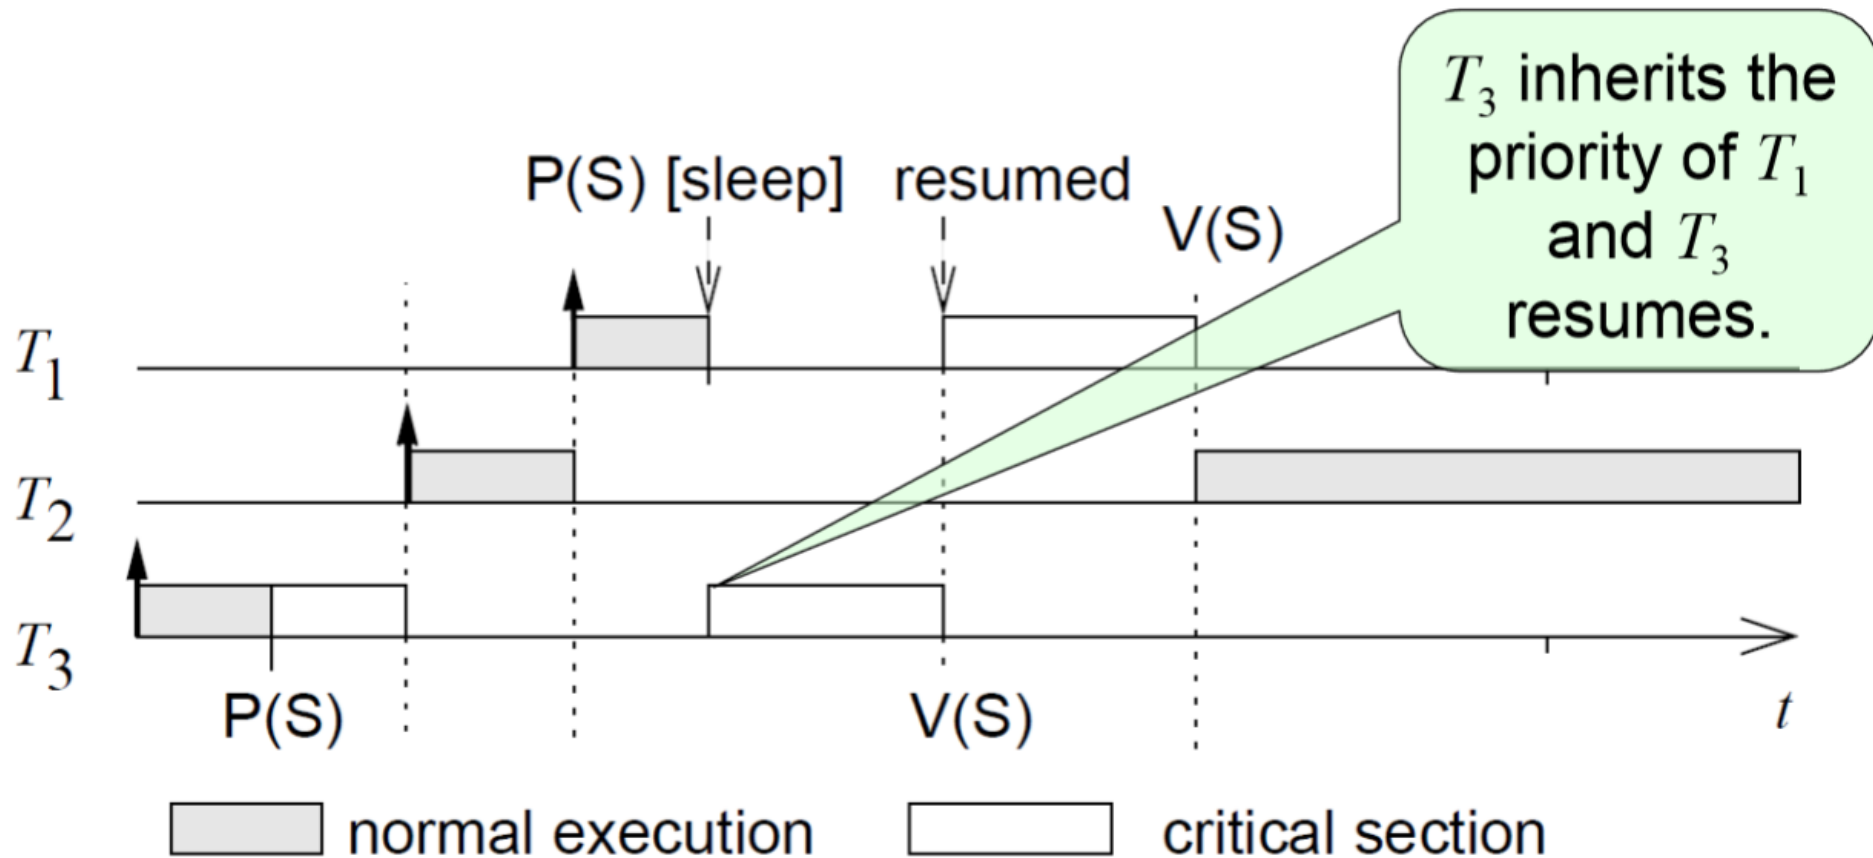 T3 inherits the
priority of T1
and T3
resumes.
P(S) [sleep] resumed
V(S)
T1
T2
T3
P(S)
V(S)
t
normal execution
critical section